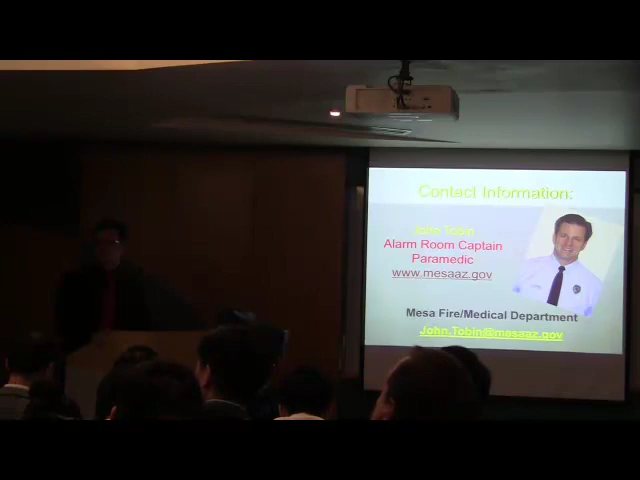 Contact Information:
John Tobin
Alarm Room Captain
Paramedic
www.mesaaz.gov
Mesa Fire/Medical Department
John.Tobin@mesaaz.gov